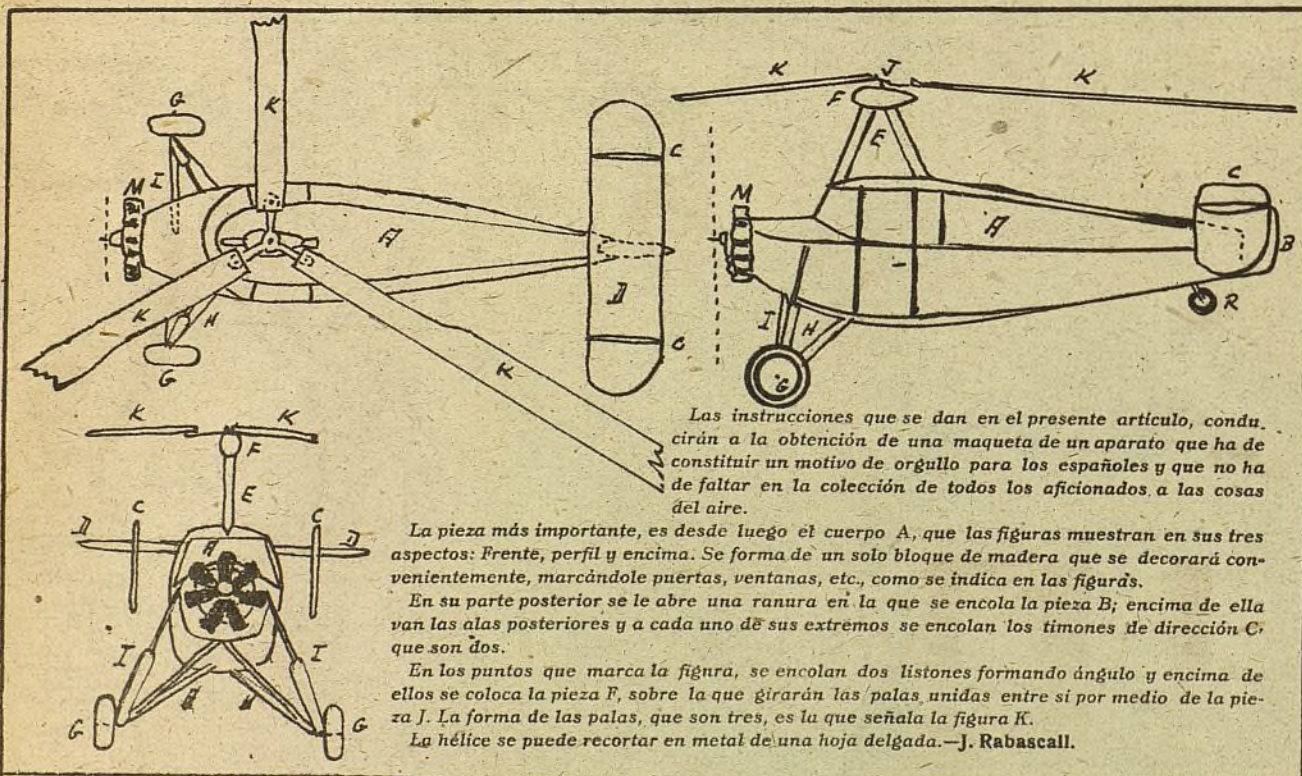 K
G
I
M
A
C
D
C
K
H
G
K
K
J
K
F
E
M
A
C
B
R
I
H
G
K
K
F
E
D
C
C
D
A
I
I
H
H
G
G
Las instrucciones que se dan en el presente artículo, condu.
cirán a la obtención de una maqueta de un aparato que ha de
constituir un motivo de orgullo para los españoles y que no ha
de faltar en la colección de todos los aficionados a las cosas
del aire.
La pieza más importante, es desde luego el cuerpo A, que las figuras muestran en sus tres
aspectos: Frente, perfil y encima. Se forma de un solo bloque de madera que se decorará con-
venientemente, marcándole puertas, ventanas, etc., como se indica en las figuras.
En su parte posterior se le abre una ranura en la que se encola la pieza B; encima de ella
van las alas posteriores y a cada uno de sus extremos se encolan los timones de dirección C,
que son dos.
En los puntos que marca la figura, se encolan dos listones formando ángulo y encima de
ellos se coloca la pieza F, sobre la que girarán las palas unidas entre si por medio de la pie-
za J. La forma de las palas, que son tres, es la que señala la figura K.
La hélice se puede recortar en metal de una hoja delgada.—J. Rabascall.